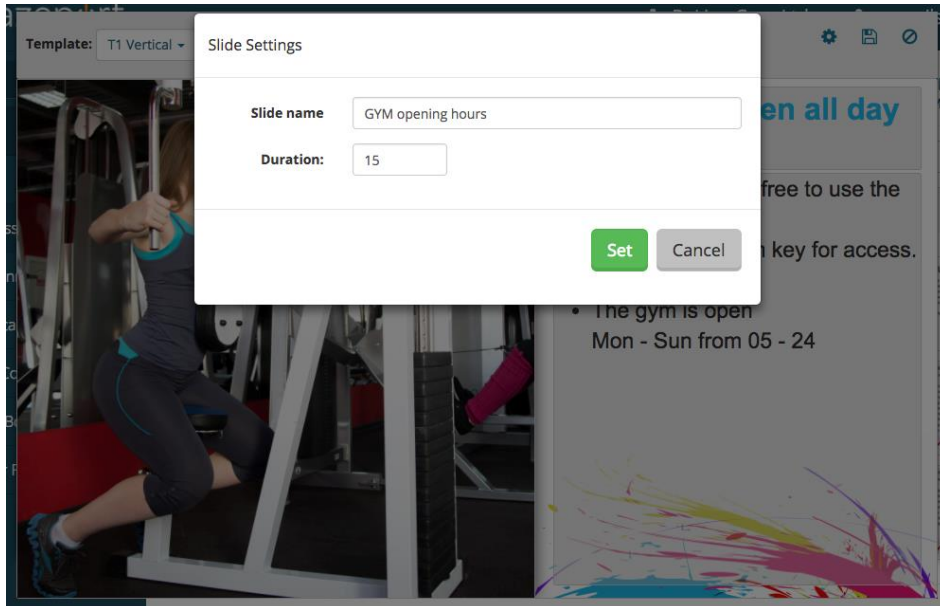 Template: T1 Vertical
Slide Settings
Slide name GYM opening hours
Duration: 15
Set Cancel
all day
free to use the
key for access.
The gym is open
Mon - Sun from 05 - 24